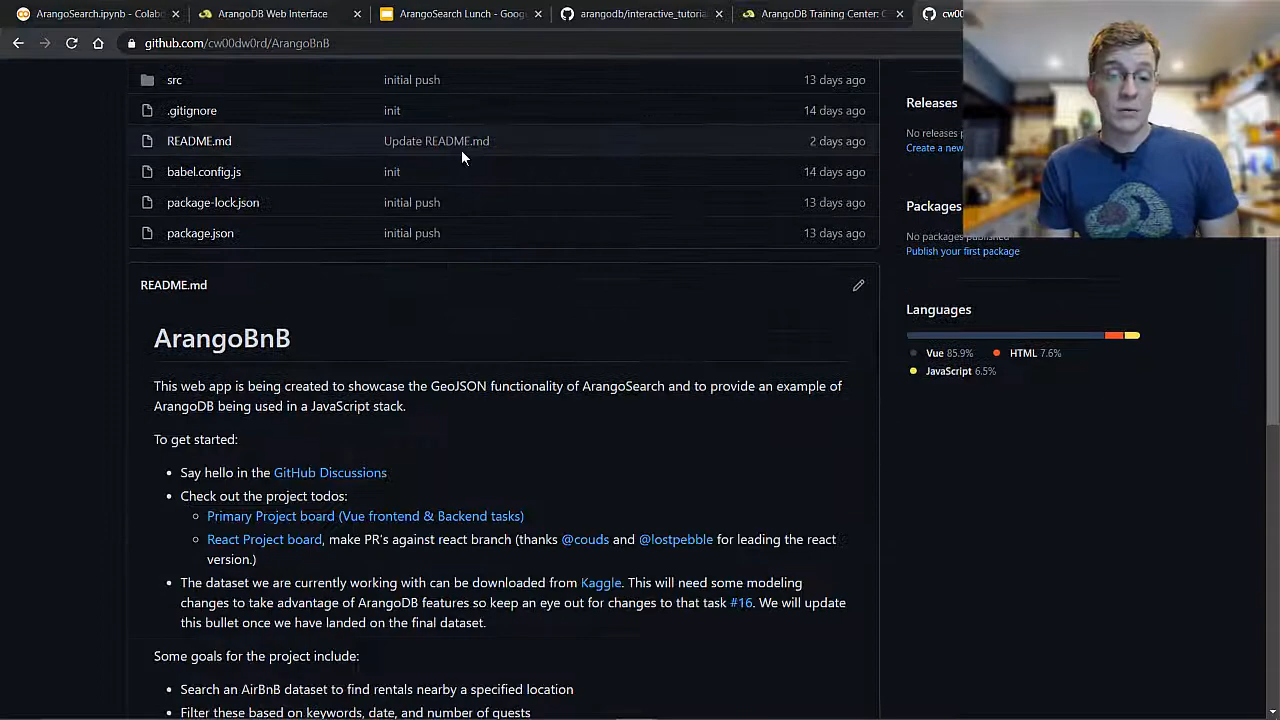 ArangoSearch.ipynb - Colabo
ArangoDB Web Interface
ArangoSearch Lunch - Goog
arangodb/interactive_tutoria
ArangoDB Training Center: C
cw00
github.com/cw00dw0rd/ArangoBnB
src initial push 13 days ago
.gitignore init 14 days ago
README.md Update README.md 2 days ago
babel.config.js init 14 days ago
package-lock.json initial push 13 days ago
package.json initial push 13 days ago
Releases
No releases p
Create a new
Packages
No packages published
Publish your first package
Languages
Vue 85.9% HTML 7.6%
JavaScript 6.5%
README.md
ArangoBnB
This web app is being created to showcase the GeoJSON functionality of ArangoSearch and to provide an example of
ArangoDB being used in a JavaScript stack.
To get started:
• Say hello in the GitHub Discussions
• Check out the project todos:
○ Primary Project board (Vue frontend & Backend tasks)
○ React Project board, make PR's against react branch (thanks @couds and @lostpebble for leading the react
version.)
• The dataset we are currently working with can be downloaded from Kaggle. This will need some modeling
changes to take advantage of ArangoDB features so keep an eye out for changes to that task #16. We will update
this bullet once we have landed on the final dataset.
Some goals for the project include:
• Search an AirBnB dataset to find rentals nearby a specified location
• Filter these based on keywords, date, and number of guests